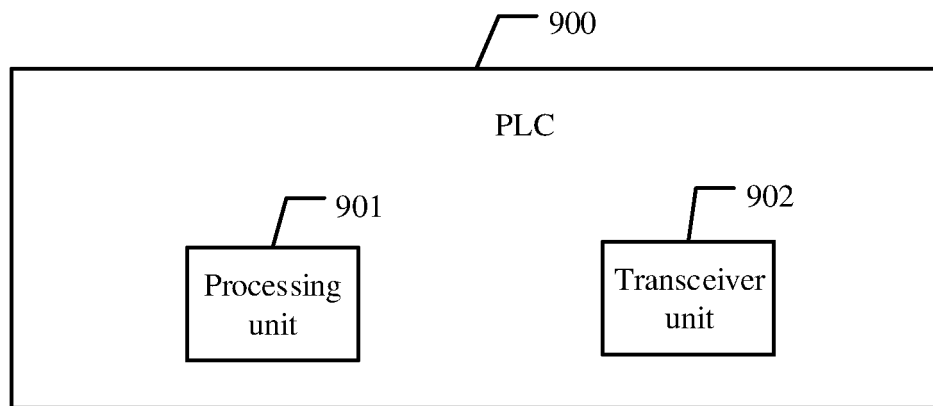 900
PLC
901
902
Processing
unit
Transceiver
unit